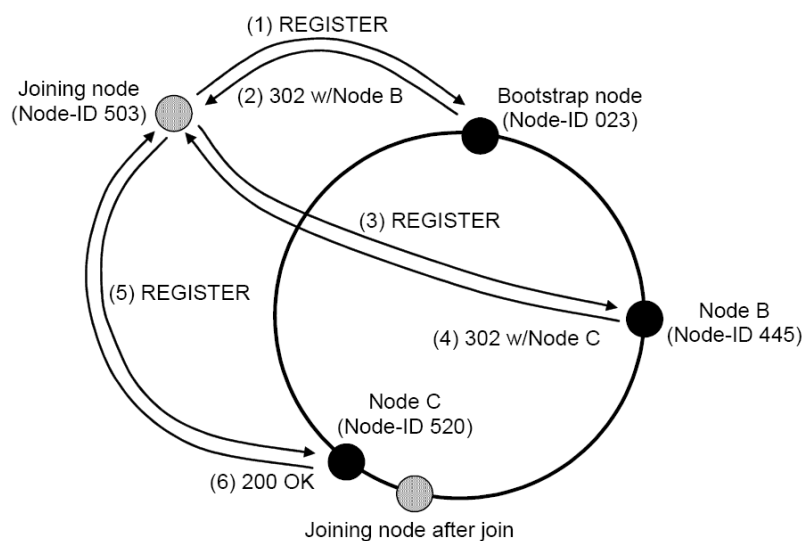 (1) REGISTER
Joining node
(Node-ID 503)
(2) 302 w/Node B
Bootstrap node
(Node-ID 023)
(3) REGISTER
(5) REGISTER
Node B
(Node-ID 445)
(4) 302 w/Node C
Node C
(Node-ID 520)
(6) 200 OK
Joining node after join